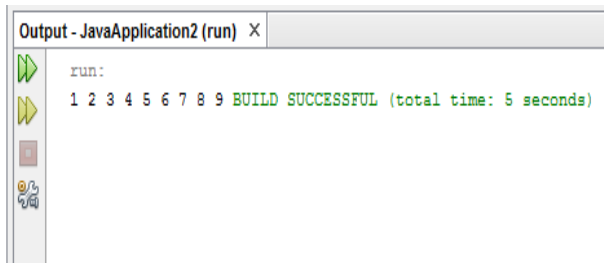 Output - JavaApplication2 (run) X
run:
1 2 3 4 5 6 7 8 9 BUILD SUCCESSFUL (total time: 5 seconds)